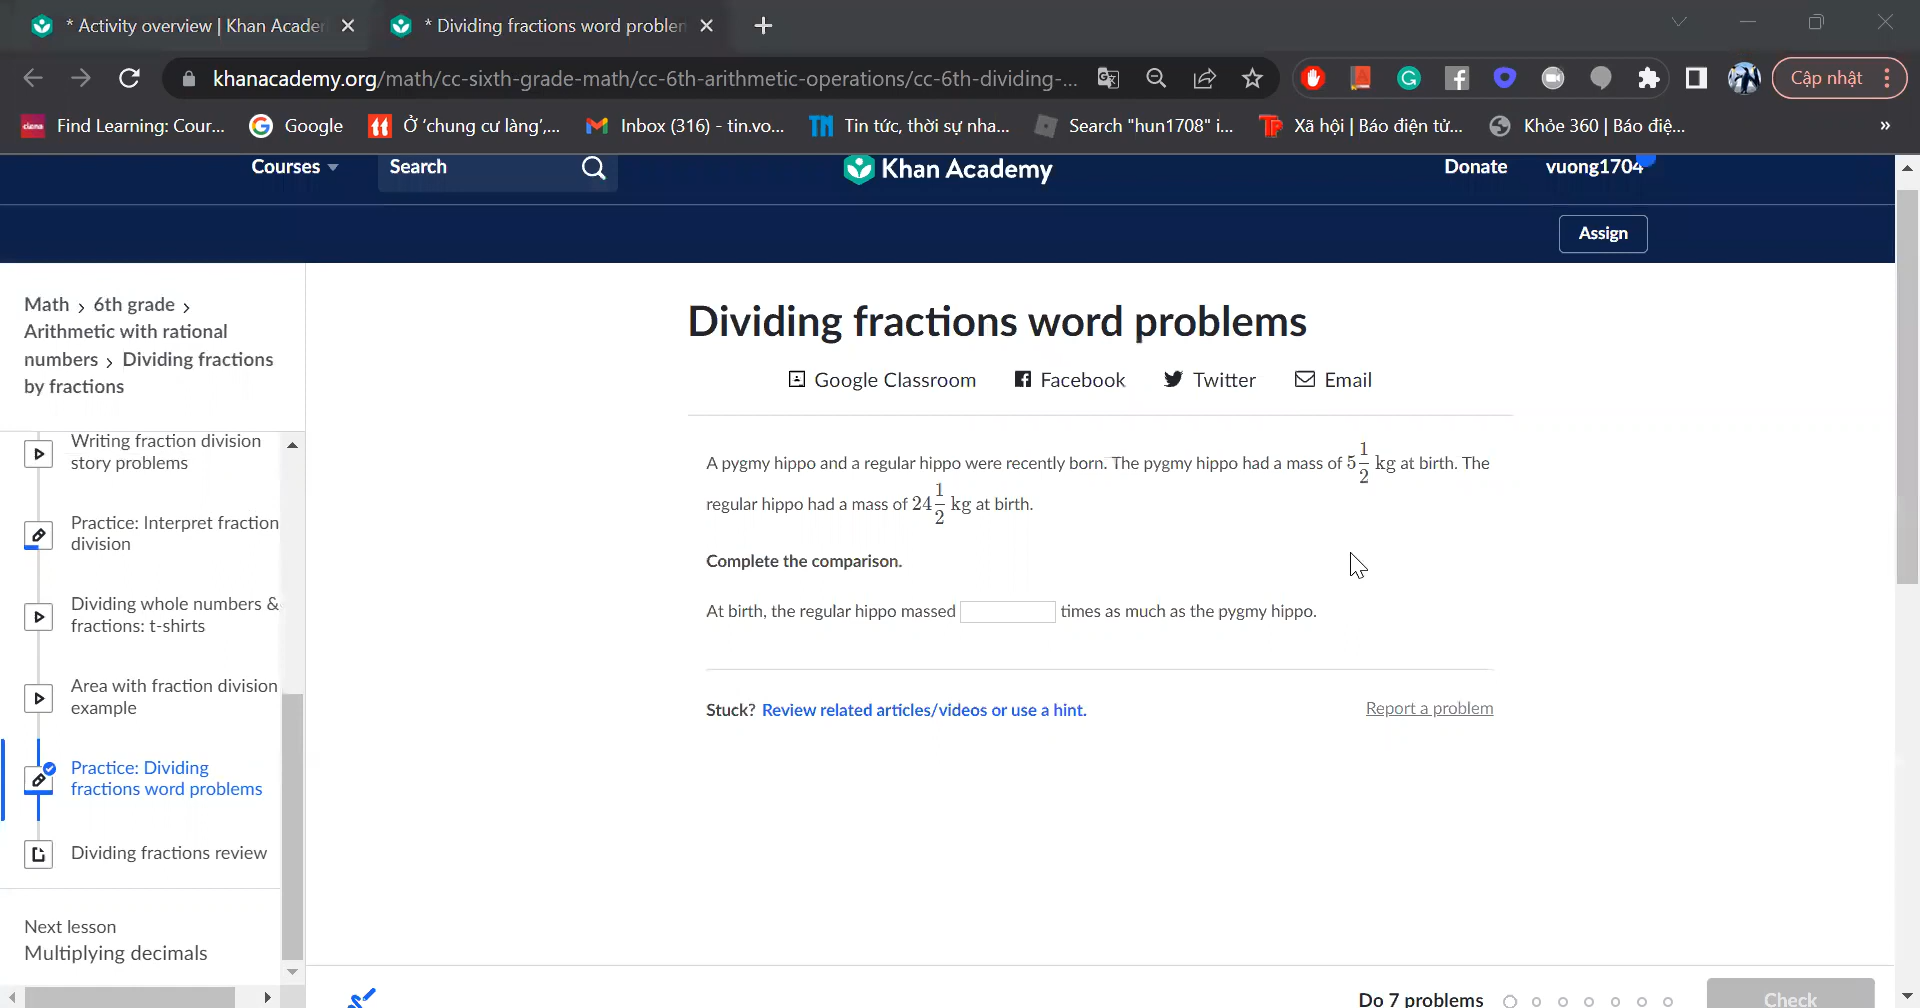 * Activity overview | Khan Acade
* Dividing fractions word problem
khanacademy.org/math/cc-sixth-grade-math/cc-6th-arithmetic-operations/cc-6th-dividing-...
Cập nhật
ciena Find Learning: Cour...
Google
Ở 'chung cư làng',...
Inbox (316) - tin.vo...
TN Tin tức, thời sự nha...
Search "hun1708" i...
Xã hội | Báo điện tử...
Khỏe 360 | Báo điệ...
»
Courses
Search
Khan Academy
Donate
vuong1704
Assign
Math › 6th grade ›
Arithmetic with rational
numbers › Dividing fractions
by fractions
Writing fraction division
story problems
Practice: Interpret fraction
division
Dividing whole numbers &
fractions: t-shirts
Area with fraction division
example
Practice: Dividing
fractions word problems
Dividing fractions review
Next lesson
Multiplying decimals
Dividing fractions word problems
Google Classroom Facebook Twitter Email
A pygmy hippo and a regular hippo were recently born. The pygmy hippo had a mass of 5 1/2 kg at birth. The
regular hippo had a mass of 24 1/2 kg at birth.
Complete the comparison.
At birth, the regular hippo massed times as much as the pygmy hippo.
Stuck? Review related articles/videos or use a hint.
Report a problem
Do 7 problems
Check